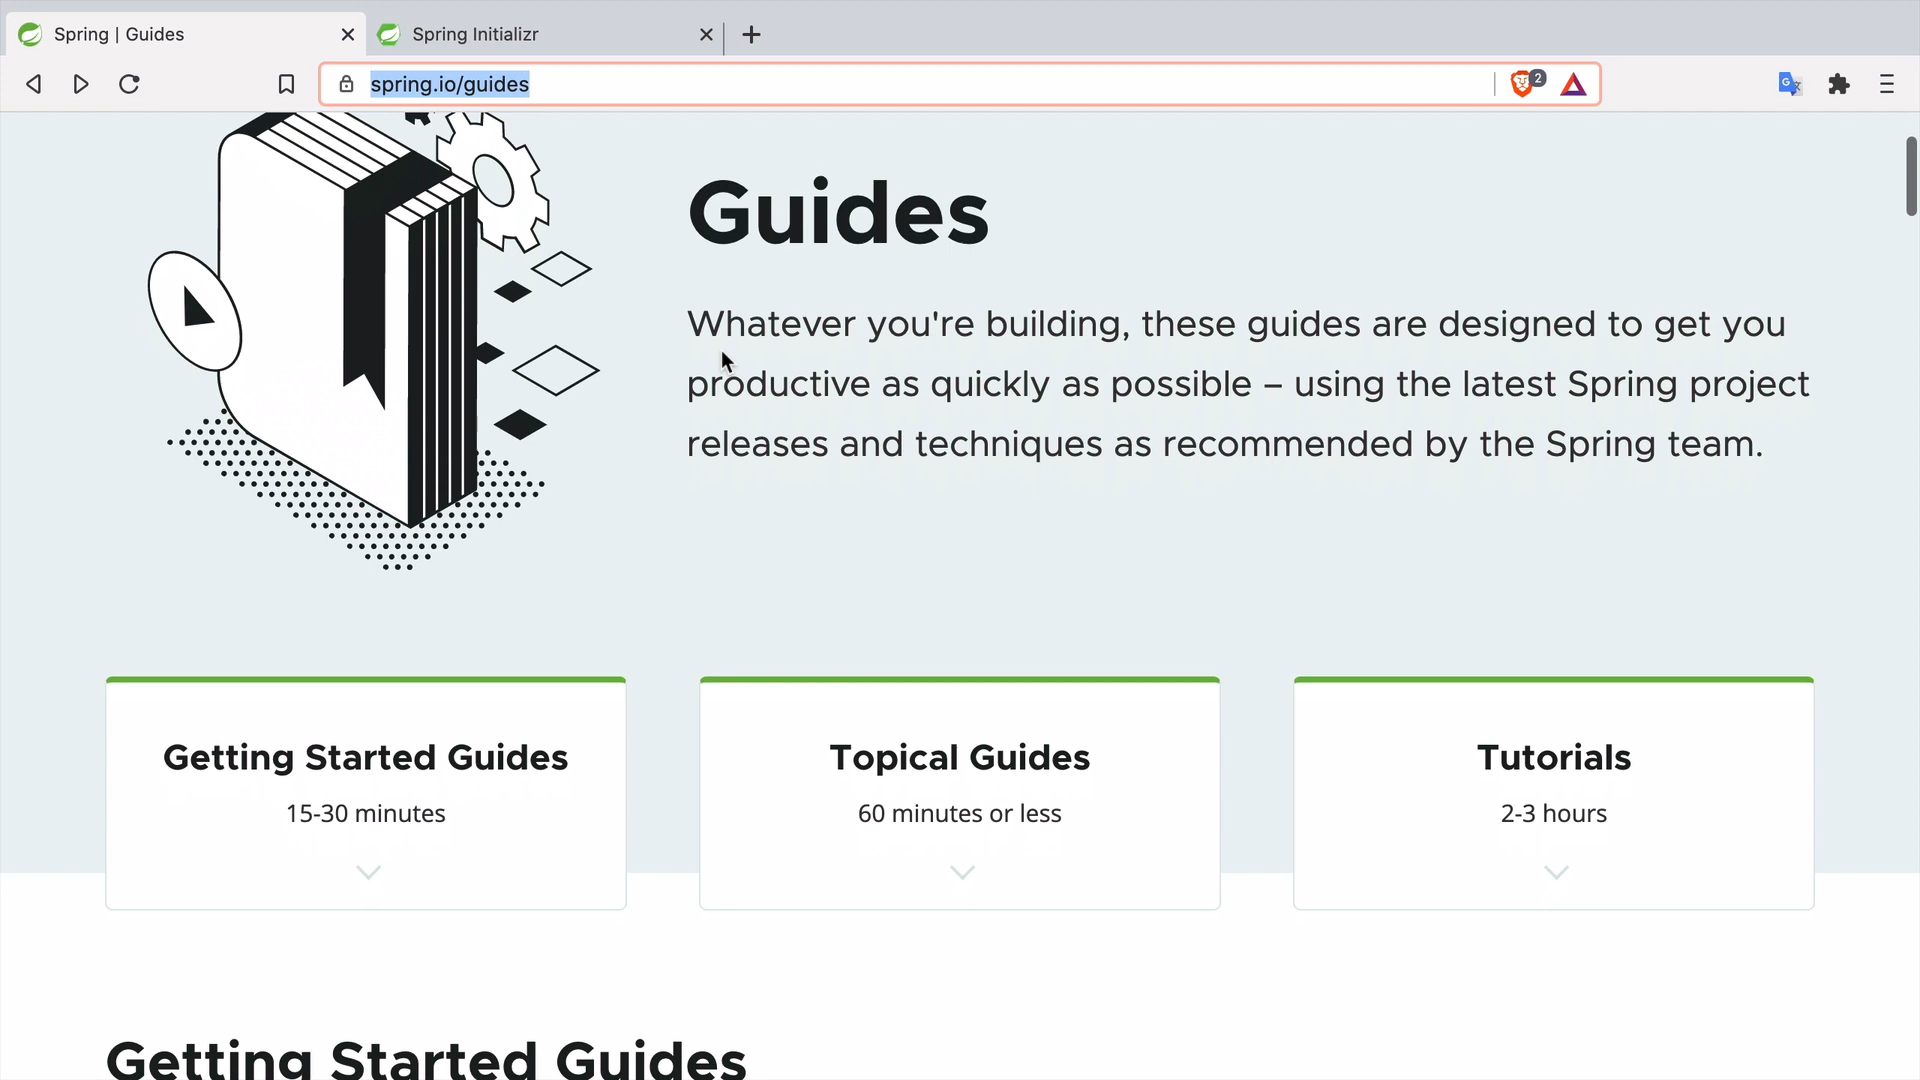 Spring | Guides
Spring Initializr
spring.io/guides
2
Guides
Whatever you're building, these guides are designed to get you
productive as quickly as possible – using the latest Spring project
releases and techniques as recommended by the Spring team.
Getting Started Guides
15-30 minutes
Topical Guides
60 minutes or less
Tutorials
2-3 hours
Getting Started Guides